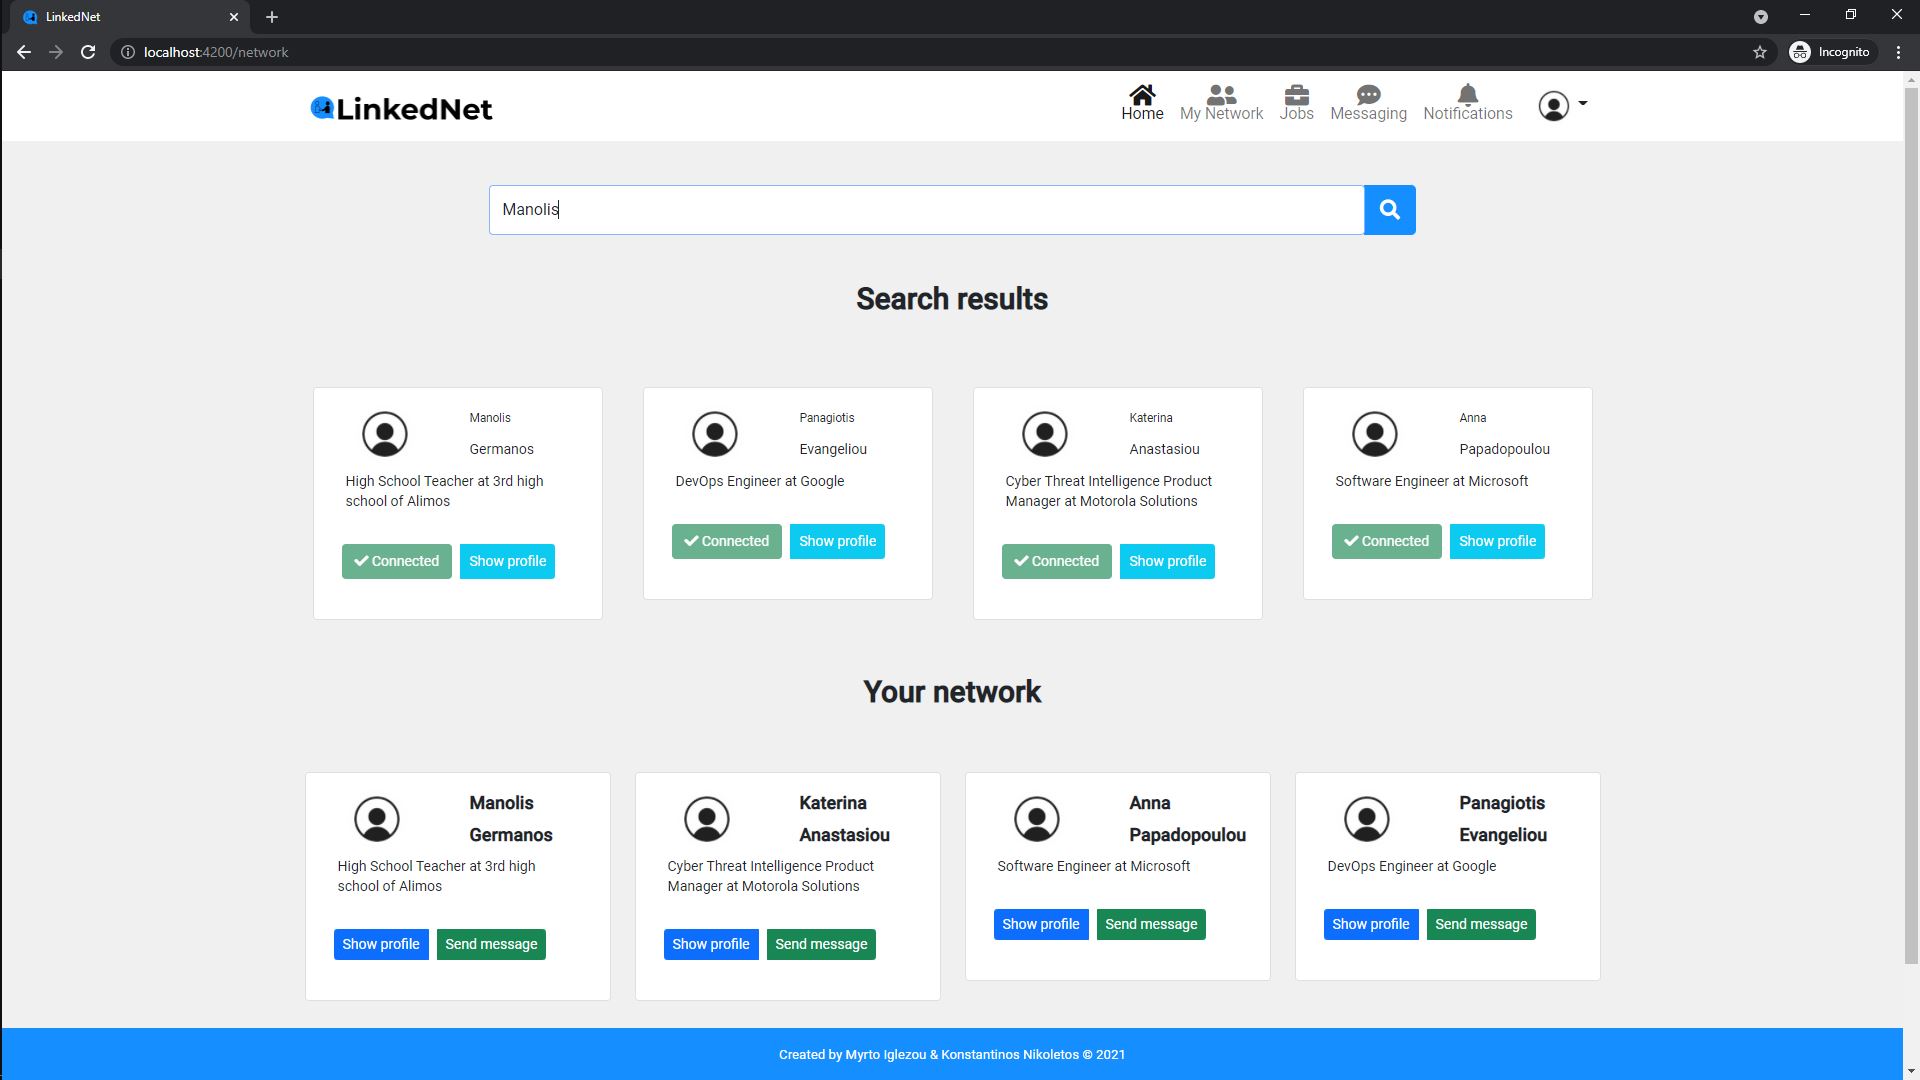 LinkedNet
localhost:4200/network
Incognito
LinkedNet
Home
My Network
Jobs
Messaging
Notifications
Manolis
Search results
Manolis
Germanos
High School Teacher at 3rd high
school of Alimos
Connected
Show profile
Panagiotis
Evangeliou
DevOps Engineer at Google
Connected
Show profile
Katerina
Anastasiou
Cyber Threat Intelligence Product
Manager at Motorola Solutions
Connected
Show profile
Anna
Papadopoulou
Software Engineer at Microsoft
Connected
Show profile
Your network
Manolis
Germanos
High School Teacher at 3rd high
school of Alimos
Show profile
Send message
Katerina
Anastasiou
Cyber Threat Intelligence Product
Manager at Motorola Solutions
Show profile
Send message
Anna
Papadopoulou
Software Engineer at Microsoft
Show profile
Send message
Panagiotis
Evangeliou
DevOps Engineer at Google
Show profile
Send message
Created by Myrto Iglezou & Konstantinos Nikoletos © 2021